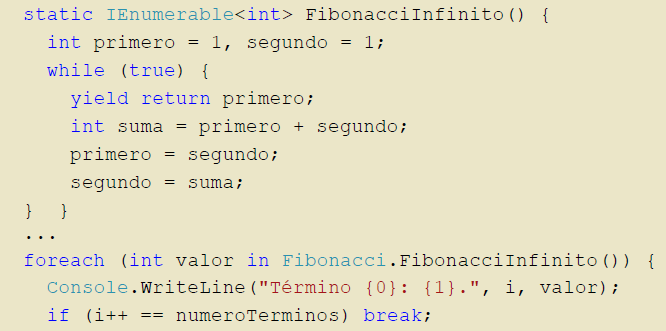 static IEnumerable<int> FibonacciInfinito() {
  int primero = 1, segundo = 1;
  while (true) {
    yield return primero;
    int suma = primero + segundo;
    primero = segundo;
    segundo = suma;
}  }
...
foreach (int valor in Fibonacci.FibonacciInfinito()) {
  Console.WriteLine("Término {0}: {1}.", i, valor);
  if (i++ == numeroTerminos) break;